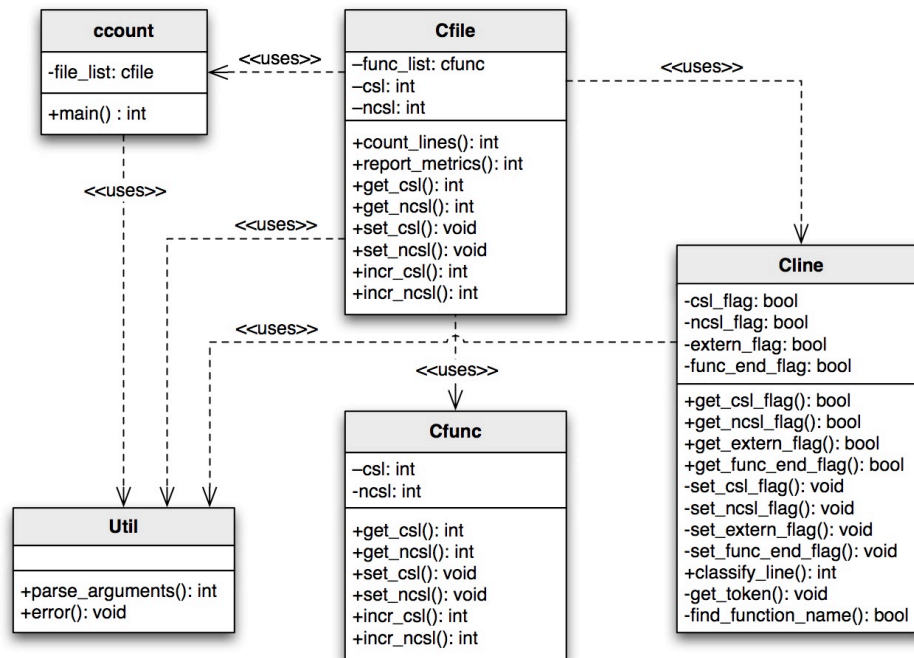 ccount
-file_list: cfile
+main() : int
<<uses>>
Cfile
–func_list: cfunc
–csl: int
–ncsl: int
+count_lines(): int
+report_metrics(): int
+get_csl(): int
+get_ncsl(): int
+set_csl(): void
+set_ncsl(): void
+incr_csl(): int
+incr_ncsl(): int
<<uses>>
<<uses>>
<<uses>>
<<uses>>
<<uses>>
Cline
-csl_flag: bool
-ncsl_flag: bool
-extern_flag: bool
-func_end_flag: bool
+get_csl_flag(): bool
+get_ncsl_flag(): bool
+get_extern_flag(): bool
+get_func_end_flag(): bool
-set_csl_flag(): void
-set_ncsl_flag(): void
-set_extern_flag(): void
-set_func_end_flag(): void
+classify_line(): int
-get_token(): void
-find_function_name(): bool
Cfunc
–csl: int
-ncsl: int
+get_csl(): int
+get_ncsl(): int
+set_csl(): void
+set_ncsl(): void
+incr_csl(): int
+incr_ncsl(): int
Util
+parse_arguments(): int
+error(): void